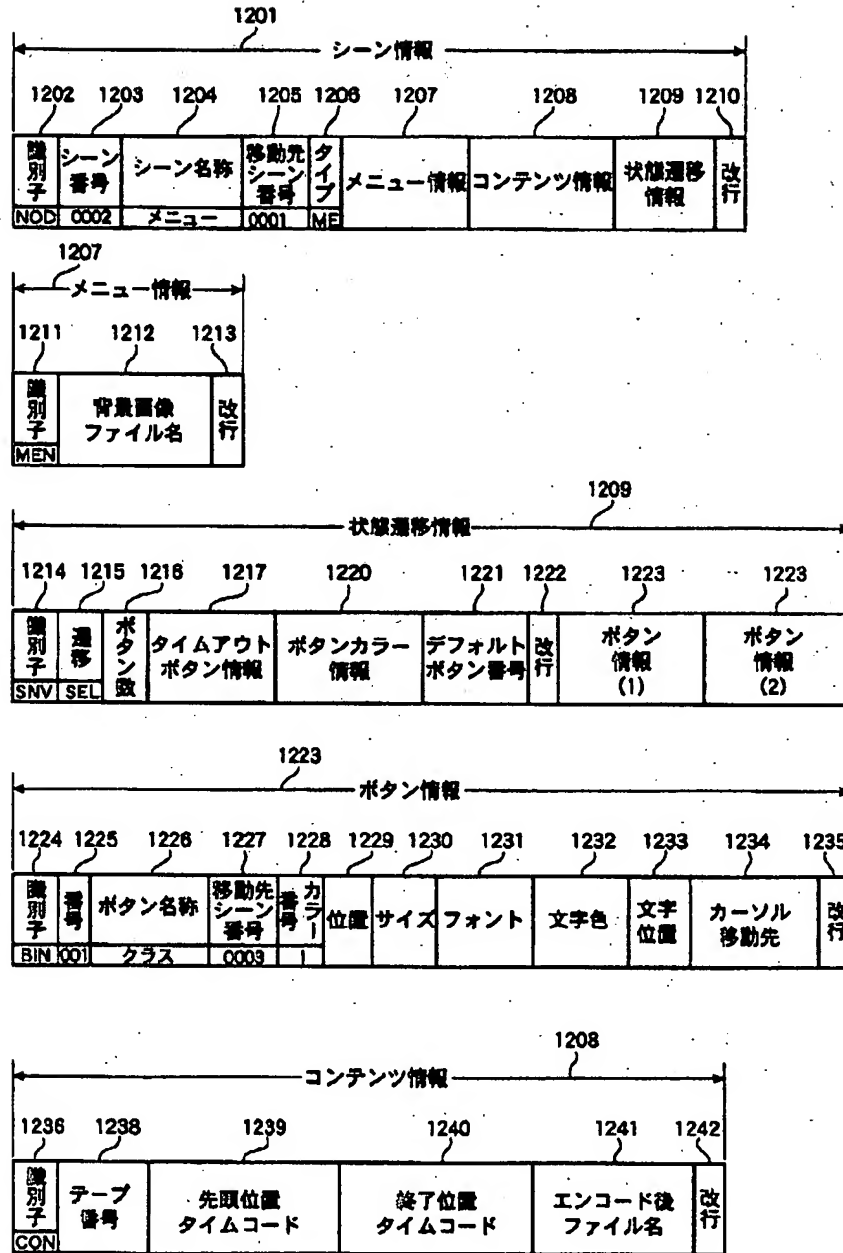 1201
シーン情報
1202 1203 1204 1205 1206 1207 1208 1209 1210
識別子 シーン番号 シーン名称 移動先シーン番号 タイプ メニュー情報 コンテンツ情報 状態遷移情報 改行
NOD 0002 メニュー 0001 ME
1207
メニュー情報
1211 1212 1213
識別子 背景画像ファイル名 改行
MEN
1209
状態遷移情報
1214 1215 1216 1217 1220 1221 1222 1223 1223
識別子 遷移 ボタン数 タイムアウトボタン情報 ボタンカラー情報 デフォルトボタン番号 改行 ボタン情報(1) ボタン情報(2)
SNV SEL
1223
ボタン情報
1224 1225 1226 1227 1228 1229 1230 1231 1232 1233 1234 1235
識別子 番号 ボタン名称 移動先シーン番号 カラー番号 位置 サイズ フォント 文字色 文字位置 カーソル移動先 改行
BIN 001 クラス 0003 1
1208
コンテンツ情報
1236 1238 1239 1240 1241 1242
識別子 テープ番号 先頭位置タイムコード 終了位置タイムコード エンコード後ファイル名 改行
CON